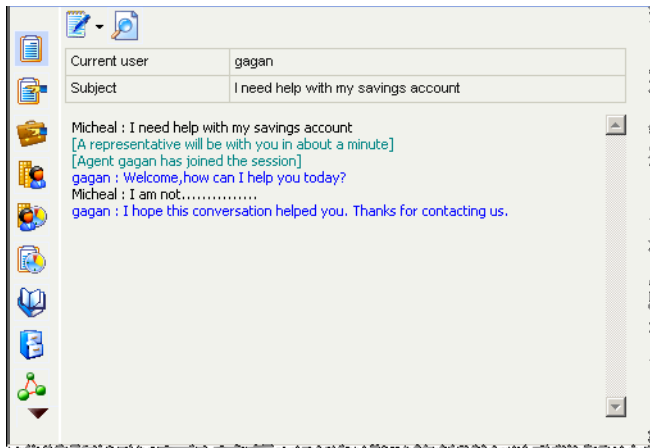 Current user gagan
Subject I need help with my savings account
Micheal : I need help with my savings account
[A representative will be with you in about a minute]
[Agent gagan has joined the session]
gagan : Welcome,how can I help you today?
Micheal : I am not...............
gagan : I hope this conversation helped you. Thanks for contacting us.